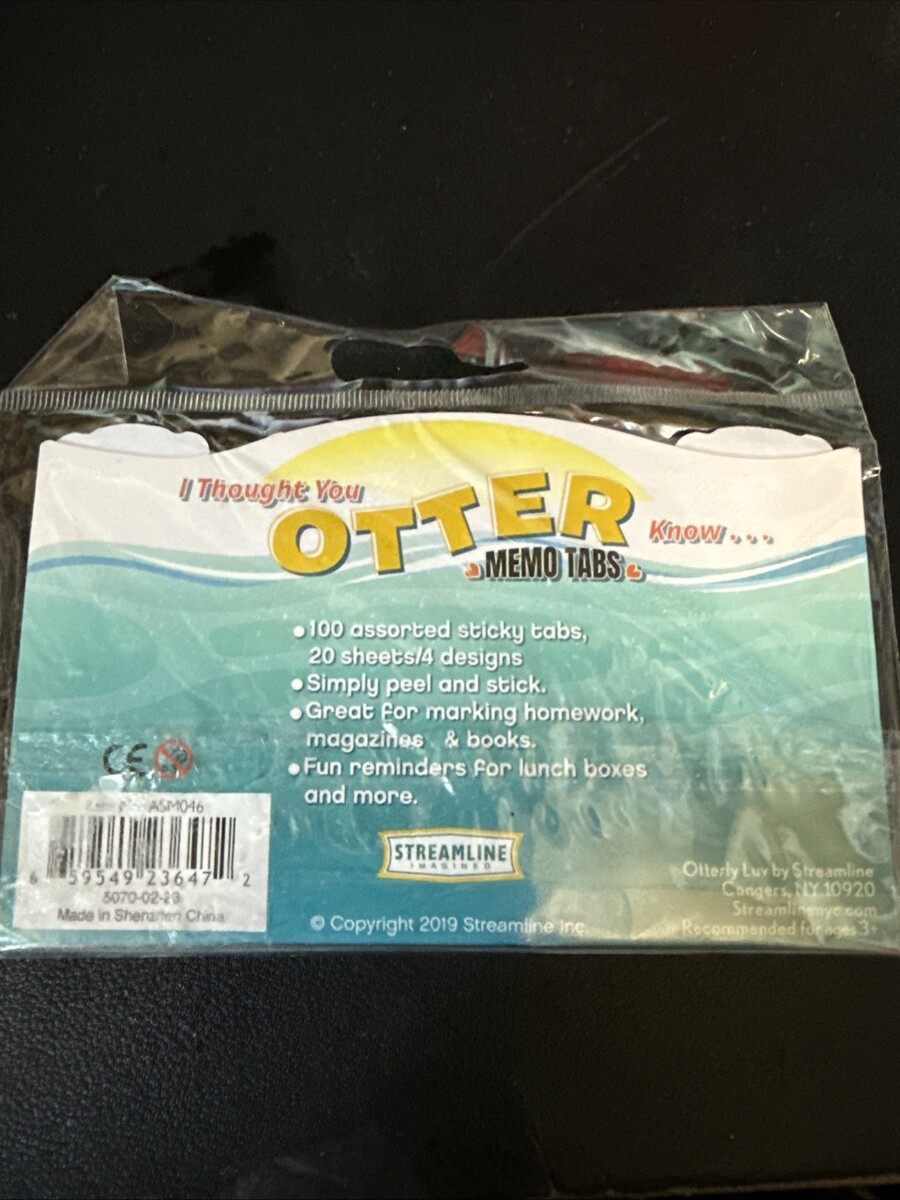 I Thought You
OTTER
Know...
MEMO TABS
• 100 assorted sticky tabs,
20 sheets/4 designs
• Simply peel and stick.
• Great for marking homework,
magazines & books.
• Fun reminders for lunch boxes
and more.
CE
ASM046
6 59549 23647 2
5070-02-23
Made in Shenzhen China
STREAMLINE
IMAGINED
© Copyright 2019 Streamline Inc.
Otterly Luv by Streamline
Congers, NY 10920
Streamlinenyc.com
Recommended for ages 3+